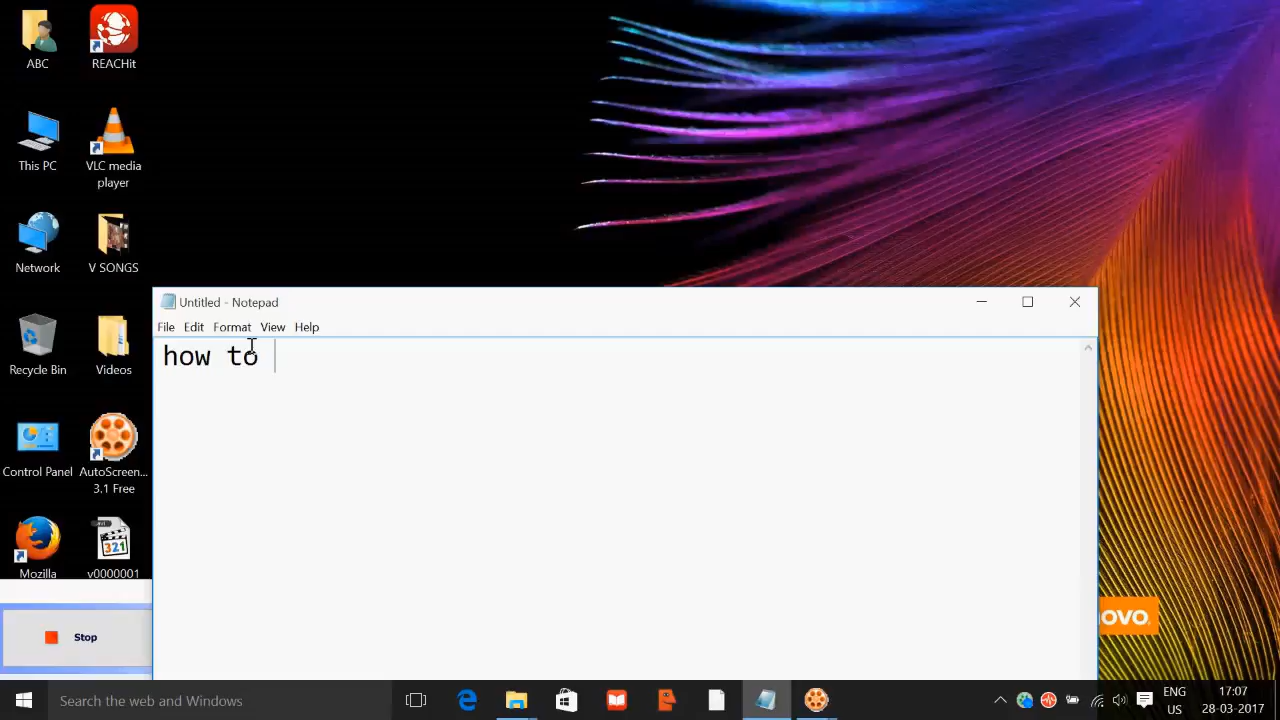 ABC
REACHit
This PC
VLC media
player
Network
V SONGS
Recycle Bin
Videos
Control Panel
AutoScreen...
3.1 Free
Mozilla
321
v0000001
Stop
Untitled - Notepad
File Edit Format View Help
how to
ovo.
Search the web and Windows
ENG
US
17:07
28-03-2017